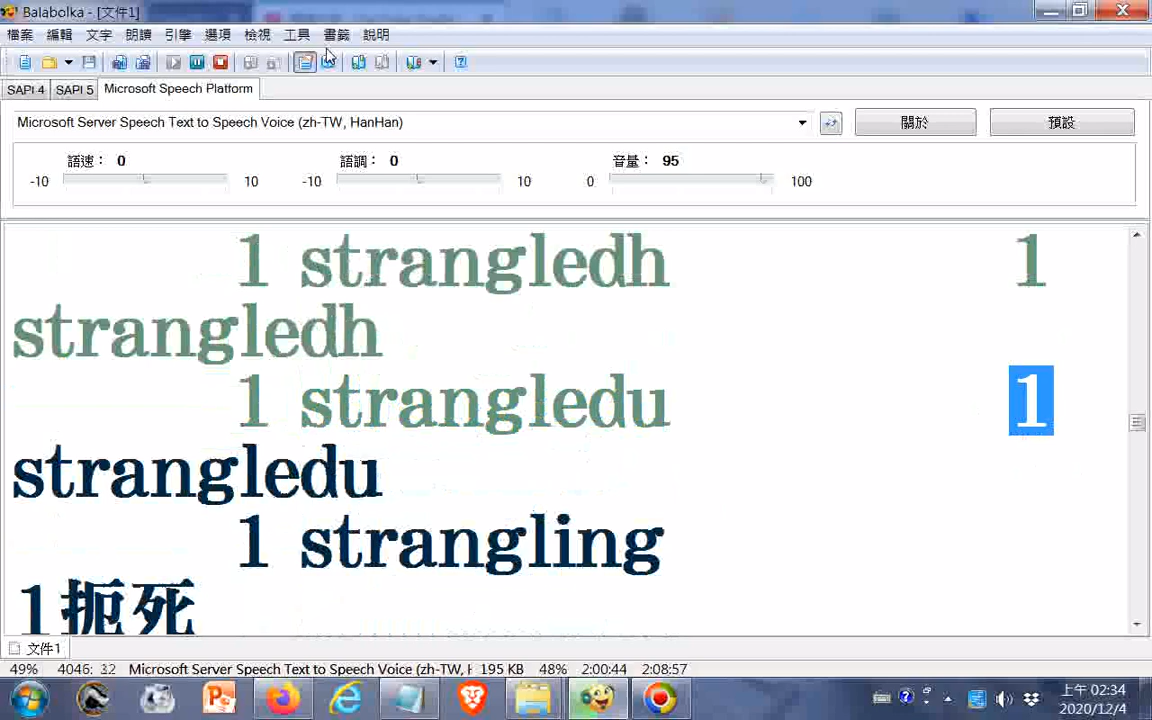 Balabolka - [文件1]
檔案 編輯 文字 朗讀 引擎 選項 檢視 工具 書籤 說明
SAPI 4 SAPI 5 Microsoft Speech Platform
Microsoft Server Speech Text to Speech Voice (zh-TW, HanHan) 關於 預設
語速： 0 語調： 0 音量： 95
-10 10 -10 10 0 100
1 strangledh 1
strangledh
1 strangledu 1
strangledu
1 strangling
1扼死
文件1
49% 4046: 32 Microsoft Server Speech Text to Speech Voice (zh-TW, H 195 KB 48% 2:00:44 2:08:57
上午 02:34
2020/12/4